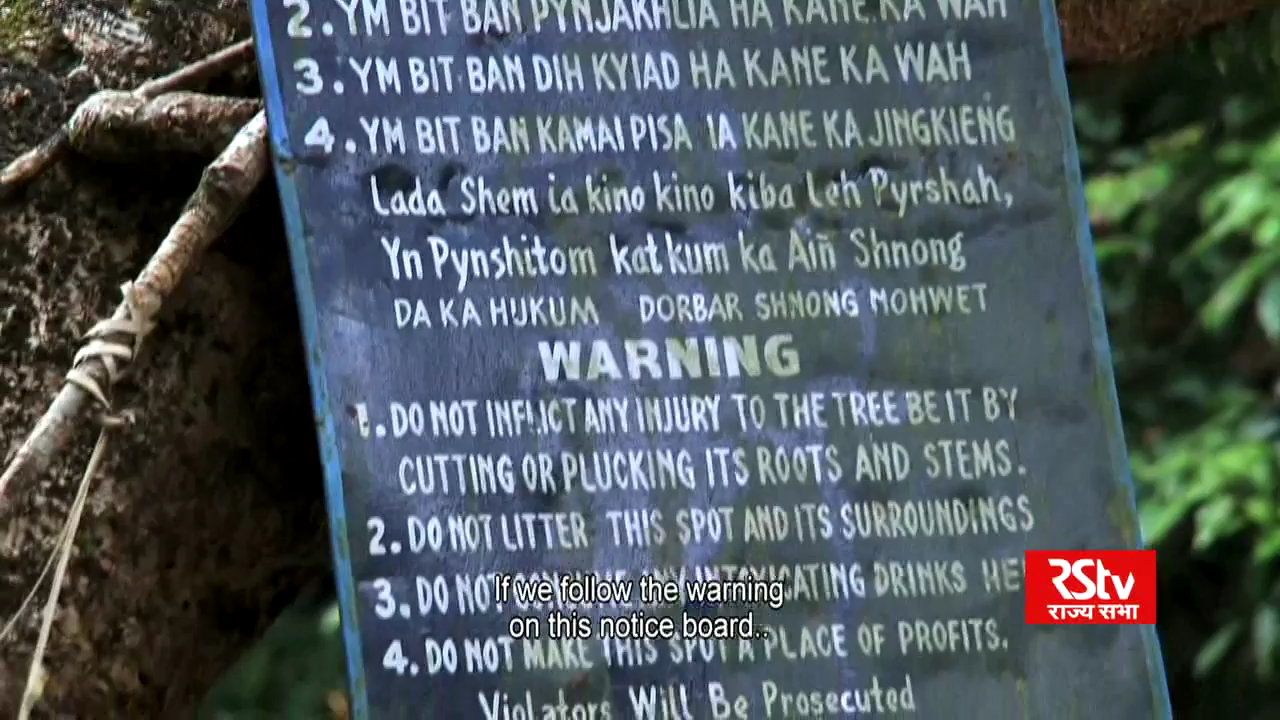 2. YM BIT BAN PYNJAKHLIA HA KANE KA WAH
3. YM BIT BAN DIH KYIAD HA KANE KA WAH
4. YM BIT BAN KAMAI PISA IA KANE KA JINGKIENG
Lada Shem ia kino kino kiba Leh Pyrshah,
Yn Pynshitom kat kum ka Aiñ Shnong
DA KA HUKUM DORBAR SHNONG MOHWET
WARNING
1. DO NOT INFLICT ANY INJURY TO THE TREE BE IT BY
CUTTING OR PLUCKING ITS ROOTS AND STEMS.
2. DO NOT LITTER THIS SPOT AND ITS SURROUNDINGS
3. DO NOT DRINKS
If we follow the warning
on this notice board..
4. DO NOT MAKE THIS SPOT A PLACE OF PROFITS.
Violators Will Be Prosecuted
RSTV
राज्य सभा